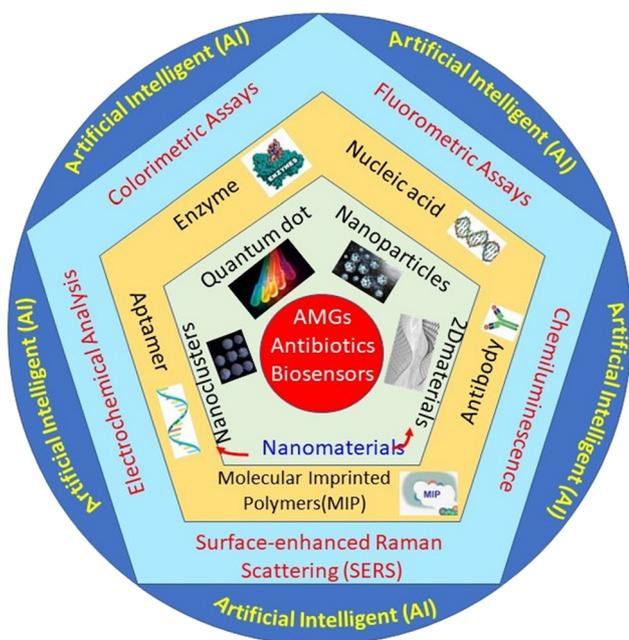 Artificial Intelligent (AI)
Artificial Intelligent (AI)
Colorimetric Assays
Fluorometric Assays
Enzyme
ENZYMES
Nucleic acid
Quantum dot
Nanoparticles
Electrochemical Analysis
Aptamer
Nanoclusters
AMGs
Antibiotics
Biosensors
2Dmaterials
Antibody
Chemiluminescence
Artificial Intelligent (AI)
Artificial Intelligent (AI)
Nanomaterials
Molecular Imprinted
Polymers(MIP)
MIP
Surface-enhanced Raman
Scattering (SERS)
Artificial Intelligent (AI)